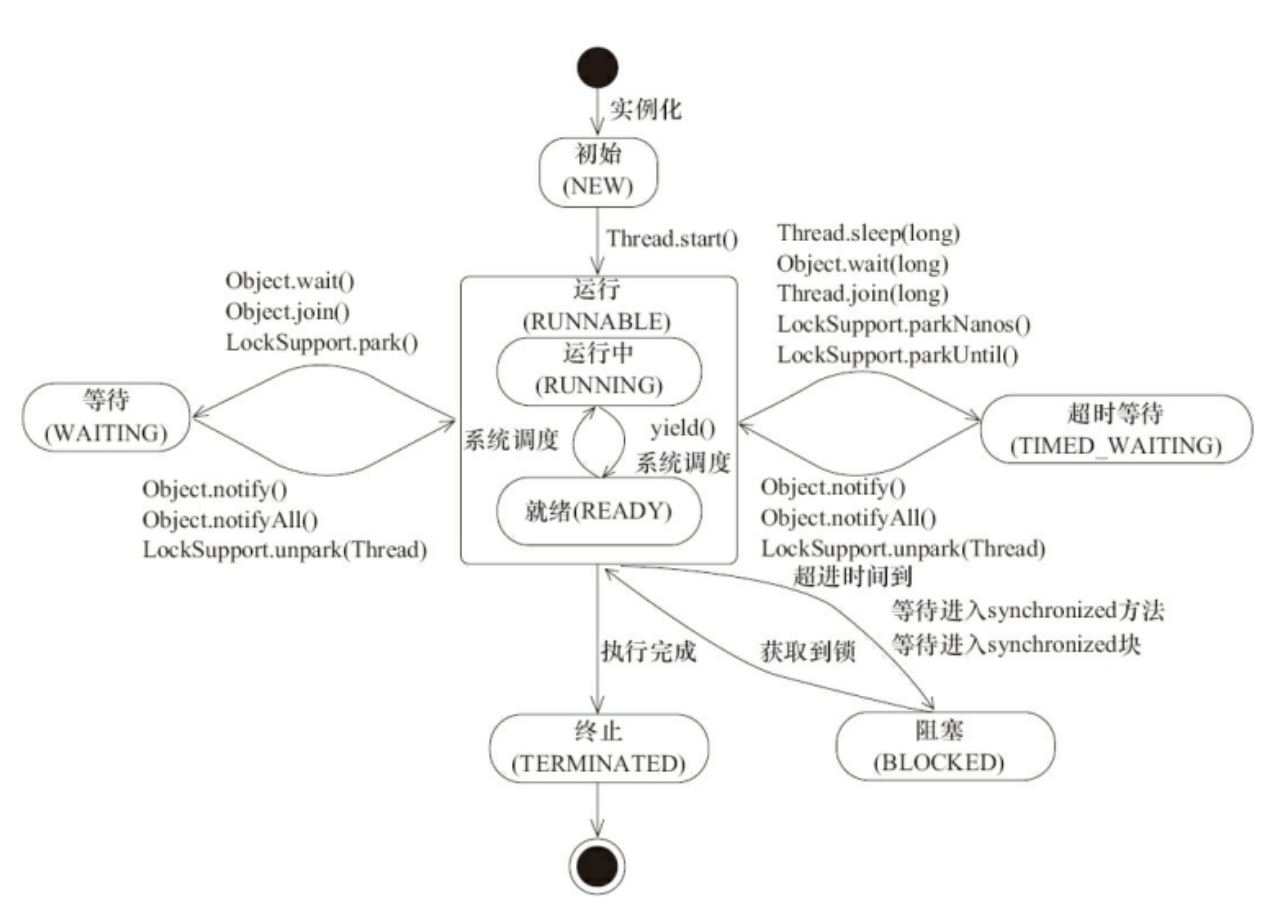 实例化
初始
(NEW)
Thread.start()
Object.wait()
Object.join()
LockSupport.park()
Thread.sleep(long)
Object.wait(long)
Thread.join(long)
LockSupport.parkNanos()
LockSupport.parkUntil()
运行
(RUNNABLE)
运行中
(RUNNING)
等待
(WAITING)
系统调度
yield()
系统调度
超时等待
(TIMED_WAITING)
就绪(READY)
Object.notify()
Object.notifyAll()
LockSupport.unpark(Thread)
Object.notify()
Object.notifyAll()
LockSupport.unpark(Thread)
超进时间到
等待进入synchronized方法
等待进入synchronized块
执行完成
获取到锁
终止
(TERMINATED)
阻塞
(BLOCKED)